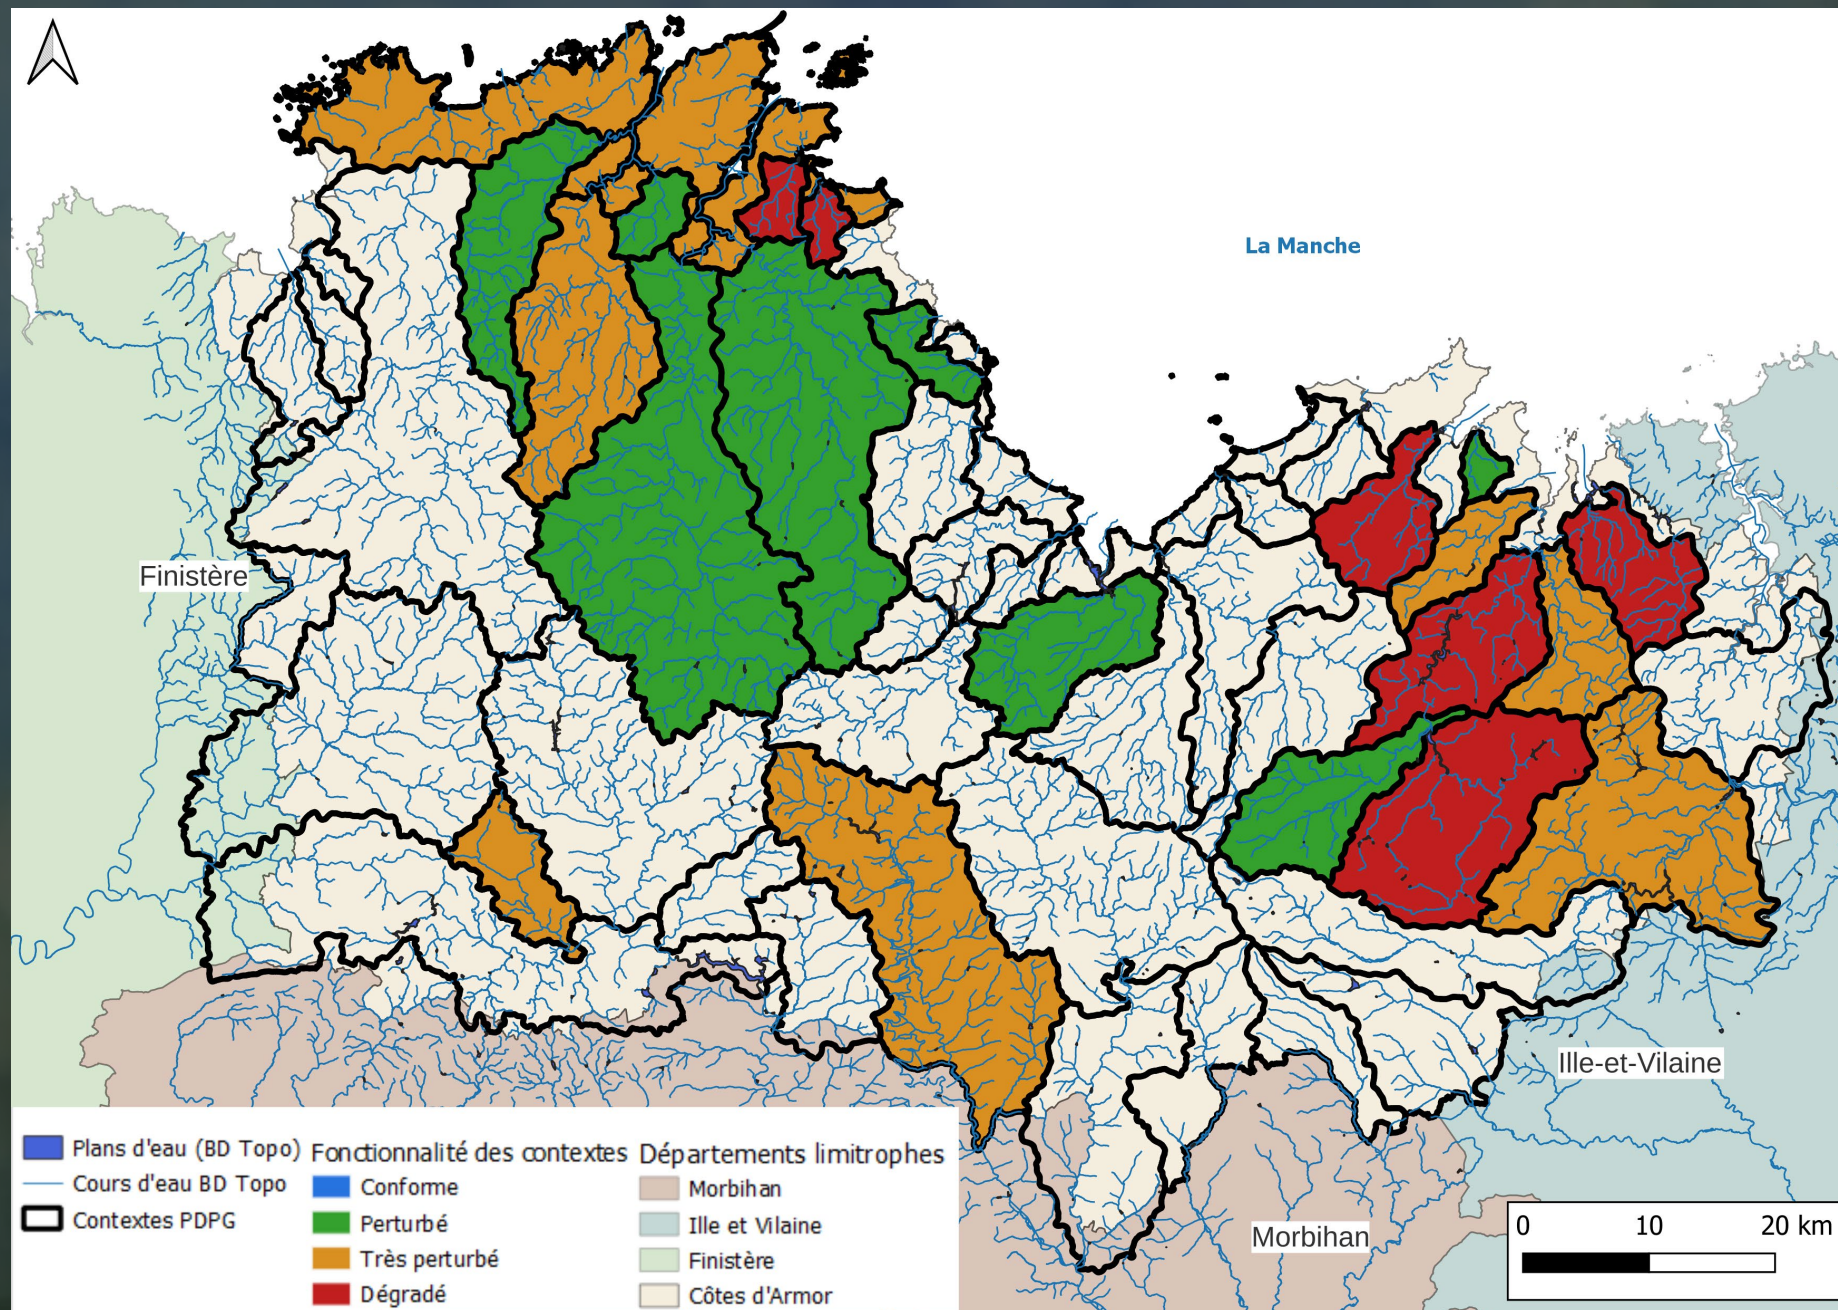 La Manche
Finistère
Ille-et-Vilaine
Morbihan
Plans d'eau (BD Topo)
Cours d'eau BD Topo
Contextes PDPG
Fonctionnalité des contextes
Conforme
Perturbé
Très perturbé
Dégradé
Départements limitrophes
Morbihan
Ille et Vilaine
Finistère
Côtes d'Armor
0 10 20 km